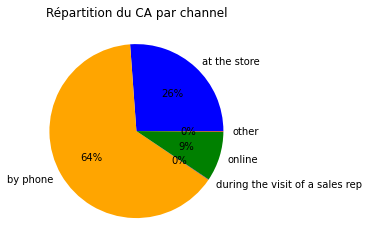 Répartition du CA par channel
at the store
26%
0%
other
9%
online
0%
64%
by phone
during the visit of a sales rep